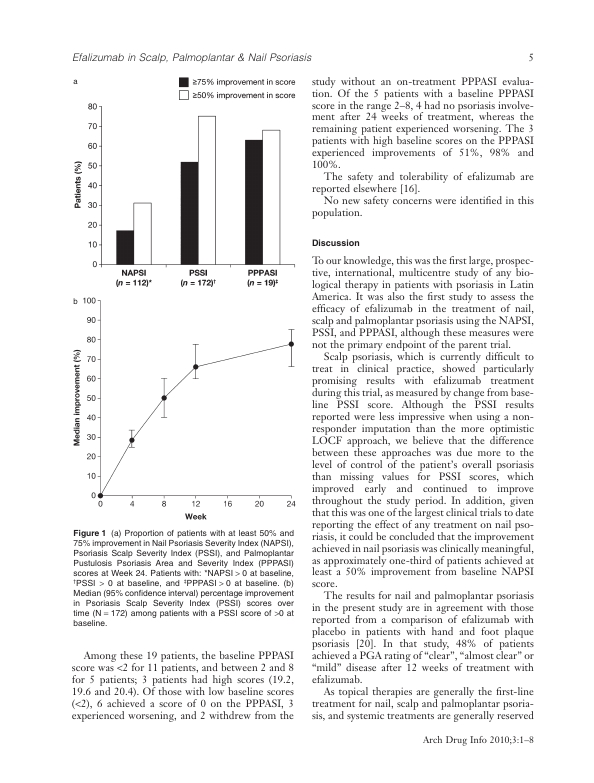 Efalizumab in Scalp, Palmoplantar & Nail Psoriasis
5
a
≥75% improvement in score
≥50% improvement in score
80
70
60
50
40
30
20
10
0
Patients (%)
NAPSI
(n = 112)*
PSSI
(n = 172)†
PPPASI
(n = 19)‡
b
100
90
80
70
60
50
40
30
20
10
0
Median improvement (%)
0
4
8
12
16
20
24
Week
Figure 1 (a) Proportion of patients with at least 50% and
75% improvement in Nail Psoriasis Severity Index (NAPSI),
Psoriasis Scalp Severity Index (PSSI), and Palmoplantar
Pustulosis Psoriasis Area and Severity Index (PPPASI)
scores at Week 24. Patients with: *NAPSI > 0 at baseline,
†PSSI > 0 at baseline, and ‡PPPASI > 0 at baseline. (b)
Median (95% confidence interval) percentage improvement
in Psoriasis Scalp Severity Index (PSSI) scores over
time (N = 172) among patients with a PSSI score of >0 at
baseline.
Among these 19 patients, the baseline PPPASI
score was <2 for 11 patients, and between 2 and 8
for 5 patients; 3 patients had high scores (19.2,
19.6 and 20.4). Of those with low baseline scores
(<2), 6 achieved a score of 0 on the PPPASI, 3
experienced worsening, and 2 withdrew from the
study without an on-treatment PPPASI evalua-
tion. Of the 5 patients with a baseline PPPASI
score in the range 2–8, 4 had no psoriasis involve-
ment after 24 weeks of treatment, whereas the
remaining patient experienced worsening. The 3
patients with high baseline scores on the PPPASI
experienced improvements of 51%, 98% and
100%.
The safety and tolerability of efalizumab are
reported elsewhere [16].
No new safety concerns were identified in this
population.
Discussion
To our knowledge, this was the first large, prospec-
tive, international, multicentre study of any bio-
logical therapy in patients with psoriasis in Latin
America. It was also the first study to assess the
efficacy of efalizumab in the treatment of nail,
scalp and palmoplantar psoriasis using the NAPSI,
PSSI, and PPPASI, although these measures were
not the primary endpoint of the parent trial.
Scalp psoriasis, which is currently difficult to
treat in clinical practice, showed particularly
promising results with efalizumab treatment
during this trial, as measured by change from base-
line PSSI score. Although the PSSI results
reported were less impressive when using a non-
responder imputation than the more optimistic
LOCF approach, we believe that the difference
between these approaches was due more to the
level of control of the patient's overall psoriasis
than missing values for PSSI scores, which
improved early and continued to improve
throughout the study period. In addition, given
that this was one of the largest clinical trials to date
reporting the effect of any treatment on nail pso-
riasis, it could be concluded that the improvement
achieved in nail psoriasis was clinically meaningful,
as approximately one-third of patients achieved at
least a 50% improvement from baseline NAPSI
score.
The results for nail and palmoplantar psoriasis
in the present study are in agreement with those
reported from a comparison of efalizumab with
placebo in patients with hand and foot plaque
psoriasis [20]. In that study, 48% of patients
achieved a PGA rating of “clear”, “almost clear” or
“mild” disease after 12 weeks of treatment with
efalizumab.
As topical therapies are generally the first-line
treatment for nail, scalp and palmoplantar psoria-
sis, and systemic treatments are generally reserved
Arch Drug Info 2010;3:1–8